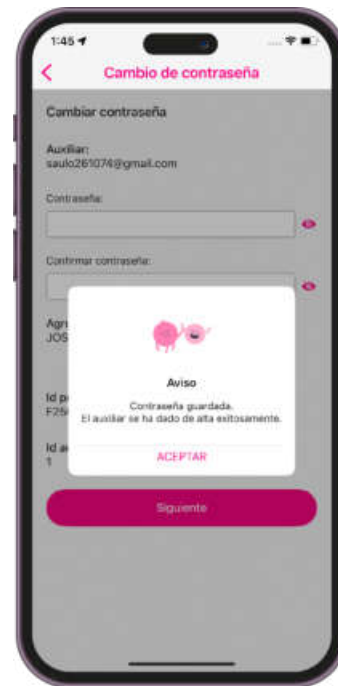 1:45
Cambio de contraseña
Cambiar contraseña
Auxiliar:
saulo261074@gmail.com
Contraseña:
Confirmar contraseña:
Agru
JOS
Aviso
Contraseña guardada.
El auxiliar se ha dado de alta exitosamente.
Id p
F25
Id a
1
ACEPTAR
Siguiente